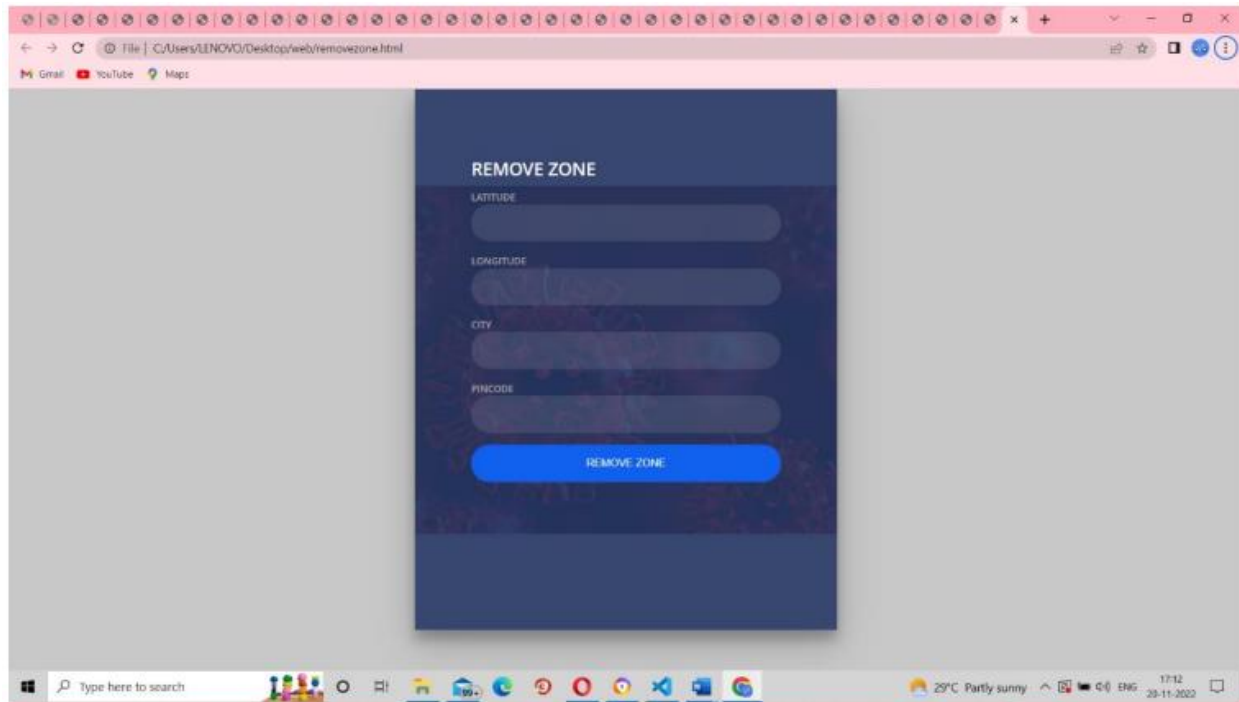 File | C:/Users/LENOVO/Desktop/web/removezone.html
Gmail YouTube Maps
REMOVE ZONE
LATITUDE
LONGITUDE
CITY
PINCODE
REMOVE ZONE
Type here to search
99+
29°C Partly sunny
ENG
17:12
20-11-2022